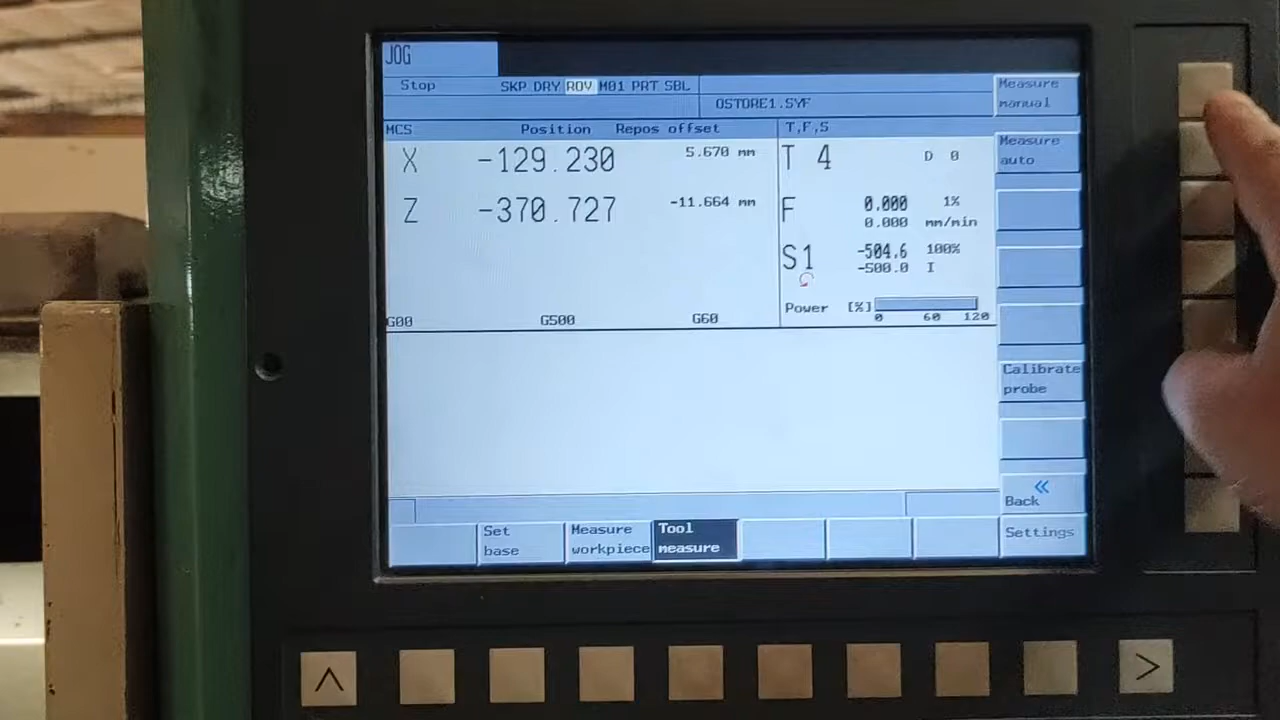 JOG
Stop SKP DRY ROV M01 PRT SBL
OSTORE1.SYF
MCS Position Repos offset
X -129.230 5.670 mm
Z -370.727 -11.664 mm
G00 G500 G60
T,F,S
T 4 D 0
F 0.000 1%
0.000 mm/min
S1 -504.6 100%
-500.0 I
Power [%]
0 60 120
Measure
manual
Measure
auto
Calibrate
probe
«
Back
Set
base
Measure
workpiece
Tool
measure
Settings
^
>